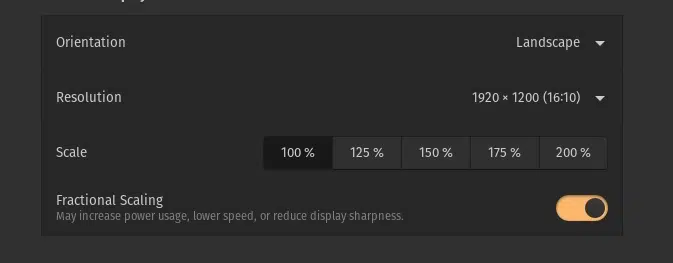 Orientation
Landscape
Resolution
1920 × 1200 (16:10)
Scale
100 %
125 %
150 %
175 %
200 %
Fractional Scaling
May increase power usage, lower speed, or reduce display sharpness.